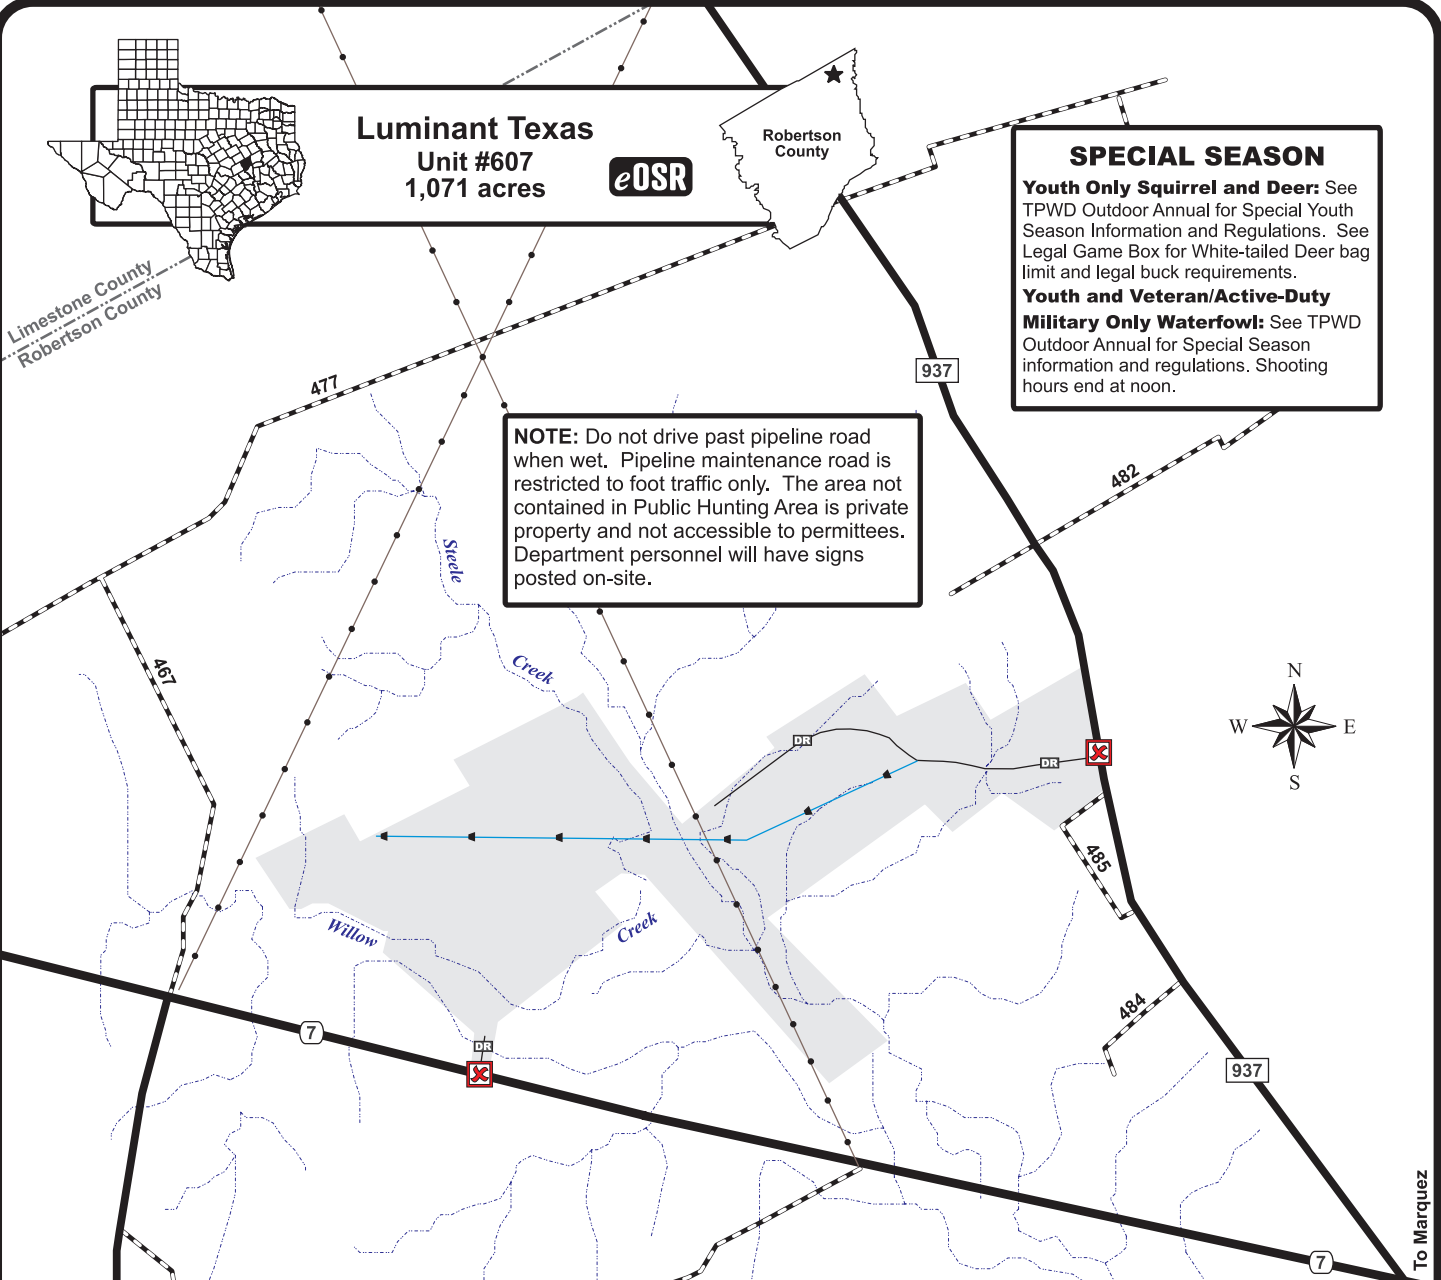 Luminant Texas
Unit #607
1,071 acres
eOSR
Robertson
County
SPECIAL SEASON
Youth Only Squirrel and Deer: See
TPWD Outdoor Annual for Special Youth
Season Information and Regulations. See
Legal Game Box for White-tailed Deer bag
limit and legal buck requirements.
Youth and Veteran/Active-Duty
Military Only Waterfowl: See TPWD
Outdoor Annual for Special Season
information and regulations. Shooting
hours end at noon.
Limestone County
Robertson County
477
937
482
NOTE: Do not drive past pipeline road
when wet. Pipeline maintenance road is
restricted to foot traffic only. The area not
contained in Public Hunting Area is private
property and not accessible to permittees.
Department personnel will have signs
posted on-site.
Steele
Creek
467
N
W
E
S
DR
DR
485
Willow
Creek
484
7
DR
937
7
To Marquez